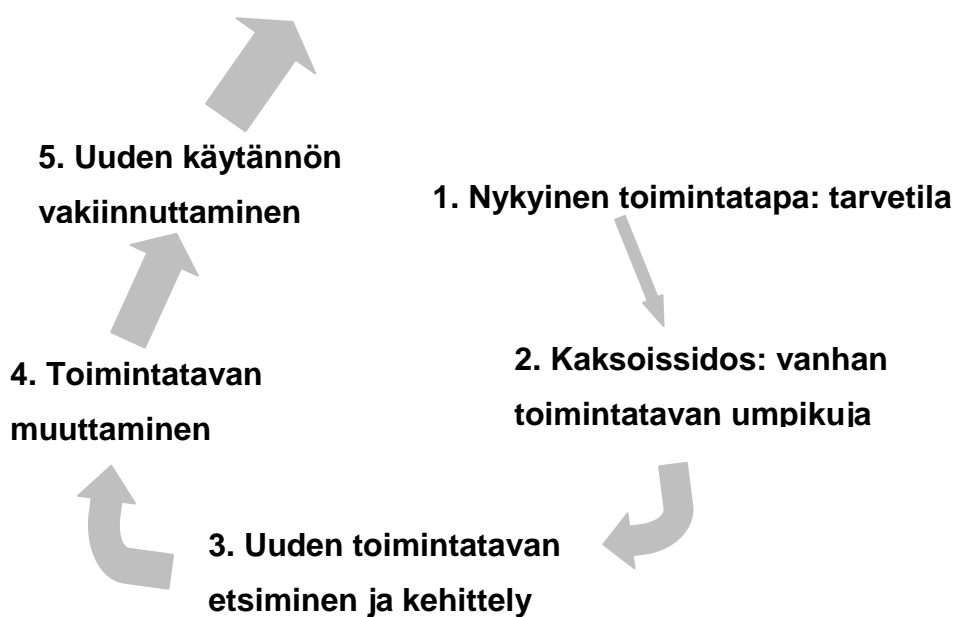 1. Nykyinen toimintatapa: tarvetila
2. Kaksoissidos: vanhan
toimintatavan umpikuja
3. Uuden toimintatavan
etsiminen ja kehittely
4. Toimintatavan
muuttaminen
5. Uuden käytännön
vakiinnuttaminen